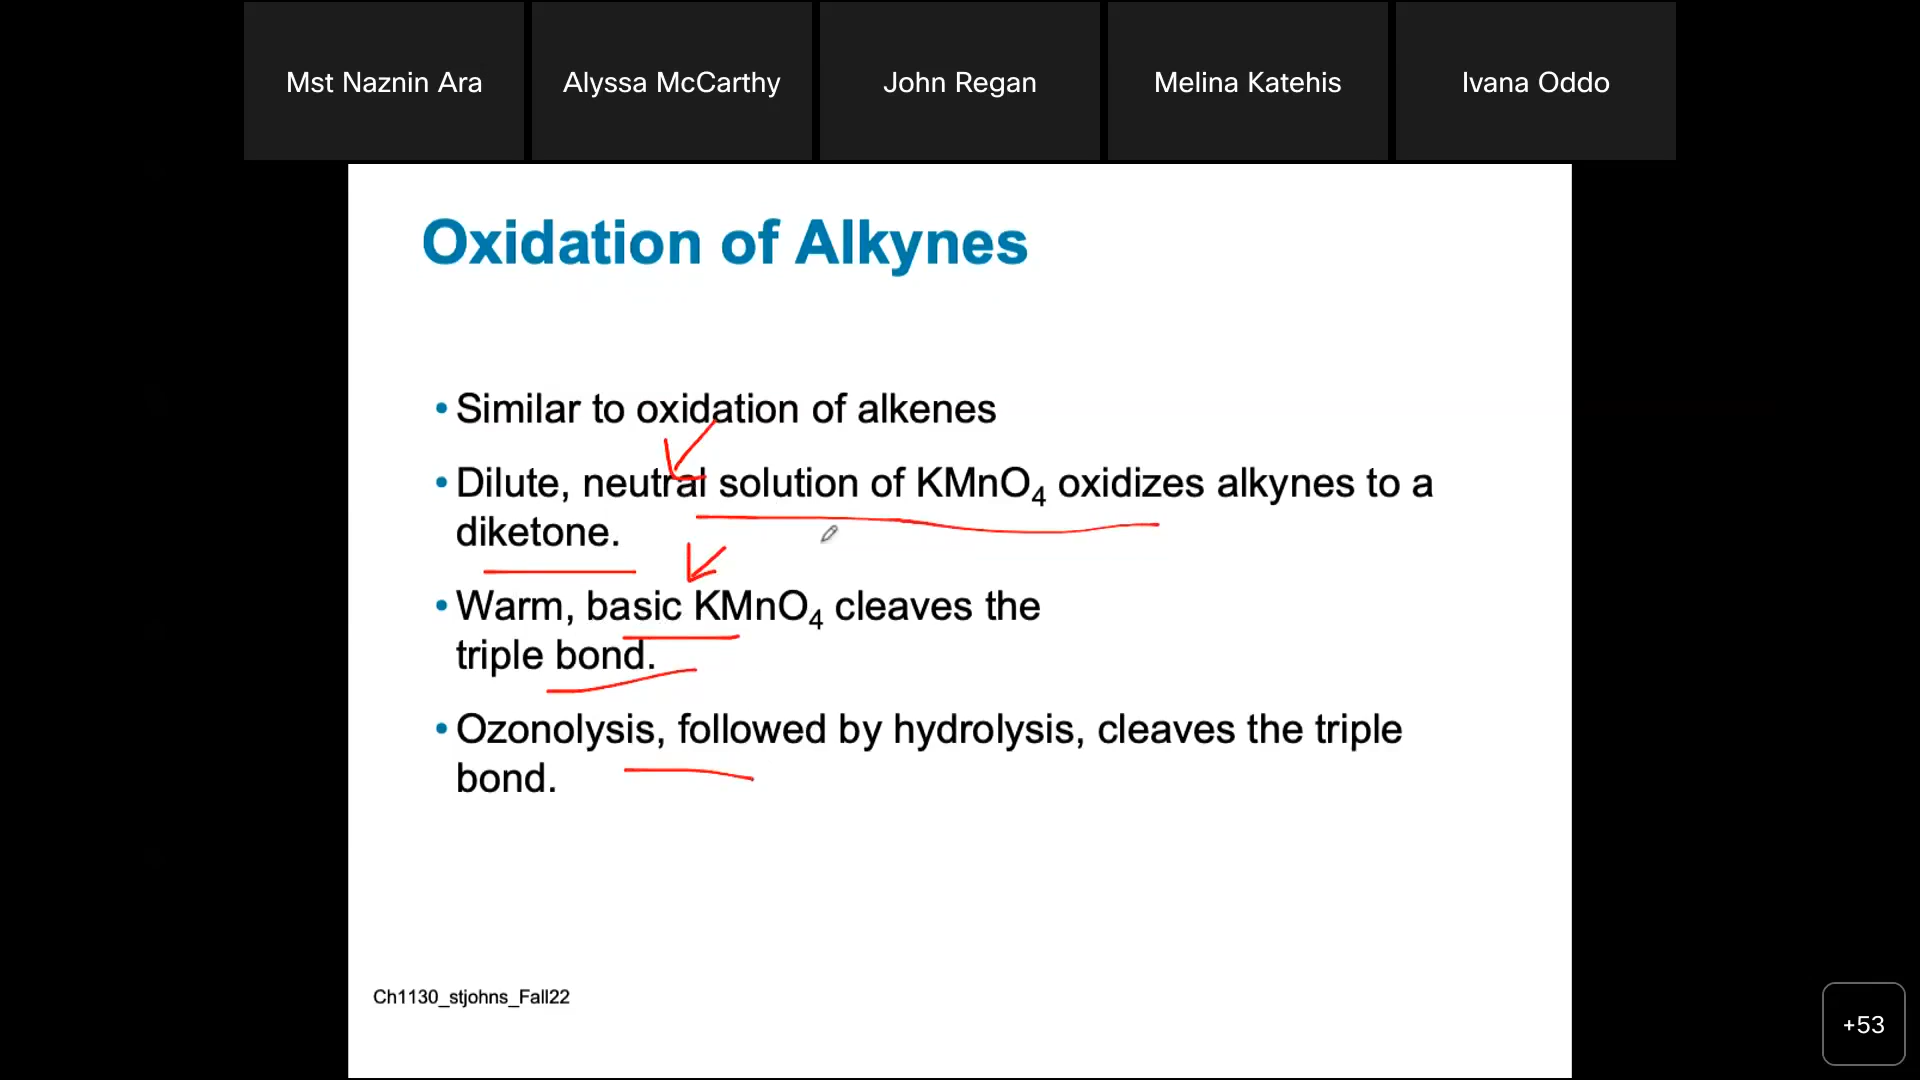 Mst Naznin Ara
Alyssa McCarthy
John Regan
Melina Katehis
Ivana Oddo
Oxidation of Alkynes
• Similar to oxidation of alkenes
• Dilute, neutral solution of KMnO₄ oxidizes alkynes to a
diketone.
• Warm, basic KMnO₄ cleaves the
triple bond.
• Ozonolysis, followed by hydrolysis, cleaves the triple
bond.
Ch1130_stjohns_Fall22
+53